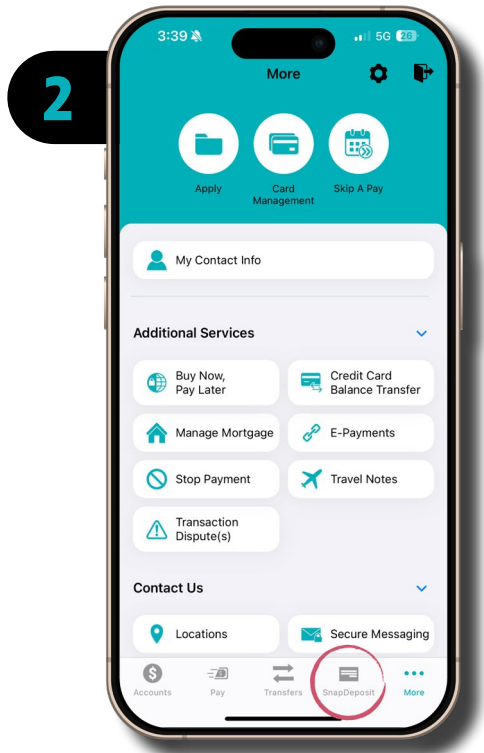 2
3:39
5G
26
More
Apply
Card
Management
Skip A Pay
My Contact Info
Additional Services
Buy Now,
Pay Later
Credit Card
Balance Transfer
Manage Mortgage
E-Payments
Stop Payment
Travel Notes
Transaction
Dispute(s)
Contact Us
Locations
Secure Messaging
Accounts
Pay
Transfers
SnapDeposit
More